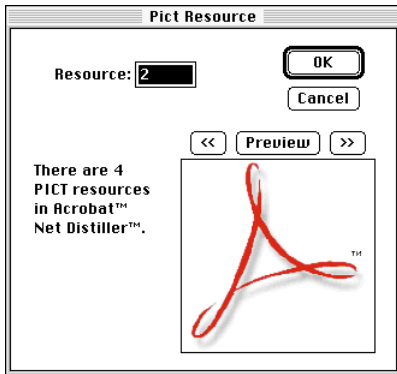 Pict Resource
Resource: 2
OK
Cancel
<< Preview >>
There are 4
PICT resources
in Acrobat™
Net Distiller™.
™